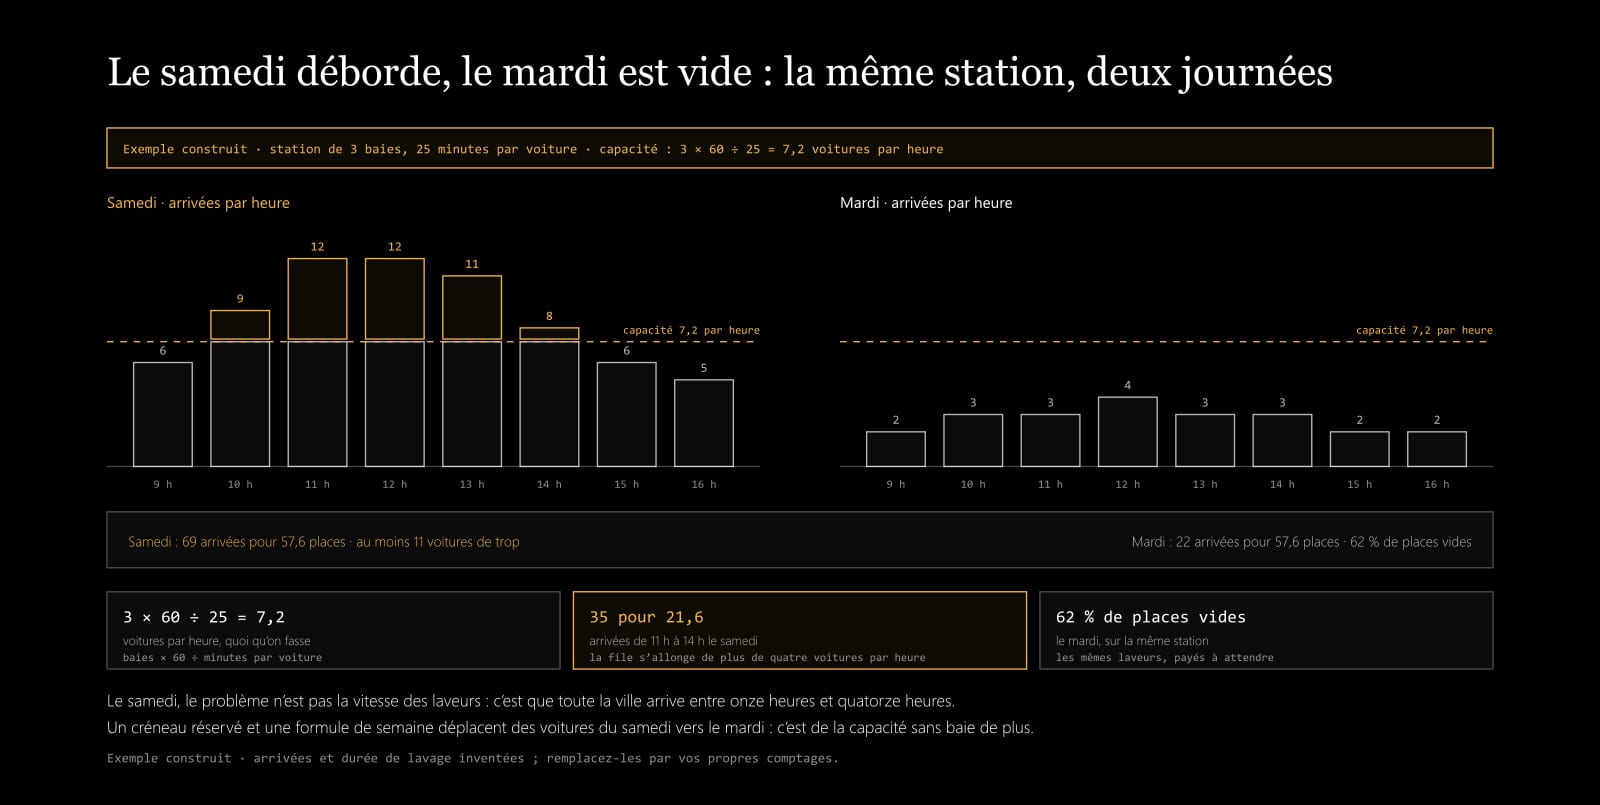 Le samedi déborde, le mardi est vide : la même station, deux journées
Exemple construit · station de 3 baies, 25 minutes par voiture · capacité : 3 × 60 ÷ 25 = 7,2 voitures par heure
Samedi · arrivées par heure
12
12
11
9
8
capacité 7,2 par heure
6
6
5
9 h
10 h
11 h
12 h
13 h
14 h
15 h
16 h
Mardi · arrivées par heure
capacité 7,2 par heure
2
3
3
4
3
3
2
2
9 h
10 h
11 h
12 h
13 h
14 h
15 h
16 h
Samedi : 69 arrivées pour 57,6 places · au moins 11 voitures de trop
Mardi : 22 arrivées pour 57,6 places · 62 % de places vides
3 × 60 ÷ 25 = 7,2
voitures par heure, quoi qu’on fasse
baies × 60 ÷ minutes par voiture
35 pour 21,6
arrivées de 11 h à 14 h le samedi
la file s’allonge de plus de quatre voitures par heure
62 % de places vides
le mardi, sur la même station
les mêmes laveurs, payés à attendre
Le samedi, le problème n’est pas la vitesse des laveurs : c’est que toute la ville arrive entre onze heures et quatorze heures.
Un créneau réservé et une formule de semaine déplacent des voitures du samedi vers le mardi : c’est de la capacité sans baie de plus.
Exemple construit · arrivées et durée de lavage inventées ; remplacez-les par vos propres comptages.